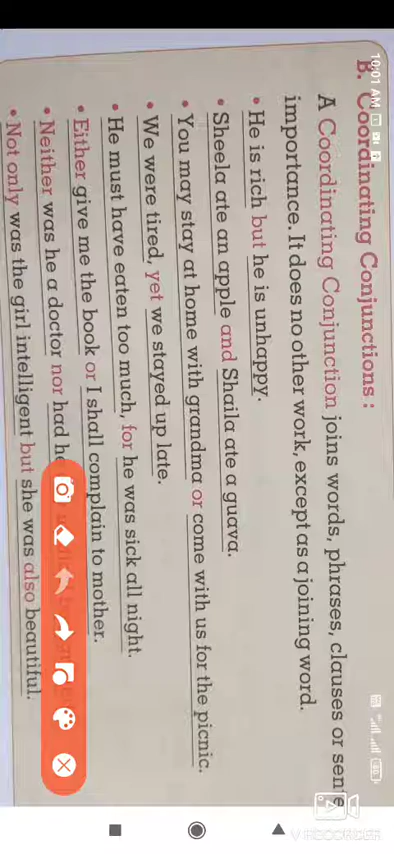 10:01 AM
B. Coordinating Conjunctions :
A Coordinating Conjunction joins words, phrases, clauses or
importance. It does no other work, except as a joining word.
• He is rich but he is unhappy.
• Sheela ate an apple and Shaila ate a guava.
• You may stay at home with grandma or come with us for the picnic.
• We were tired, yet we stayed up late.
• He must have eaten too much, for he was sick all night.
• Either give me the book or I shall complain to mother.
• Neither was he a doctor nor had he
• Not only was the girl intelligent but she was also beautiful.
V RECORDER